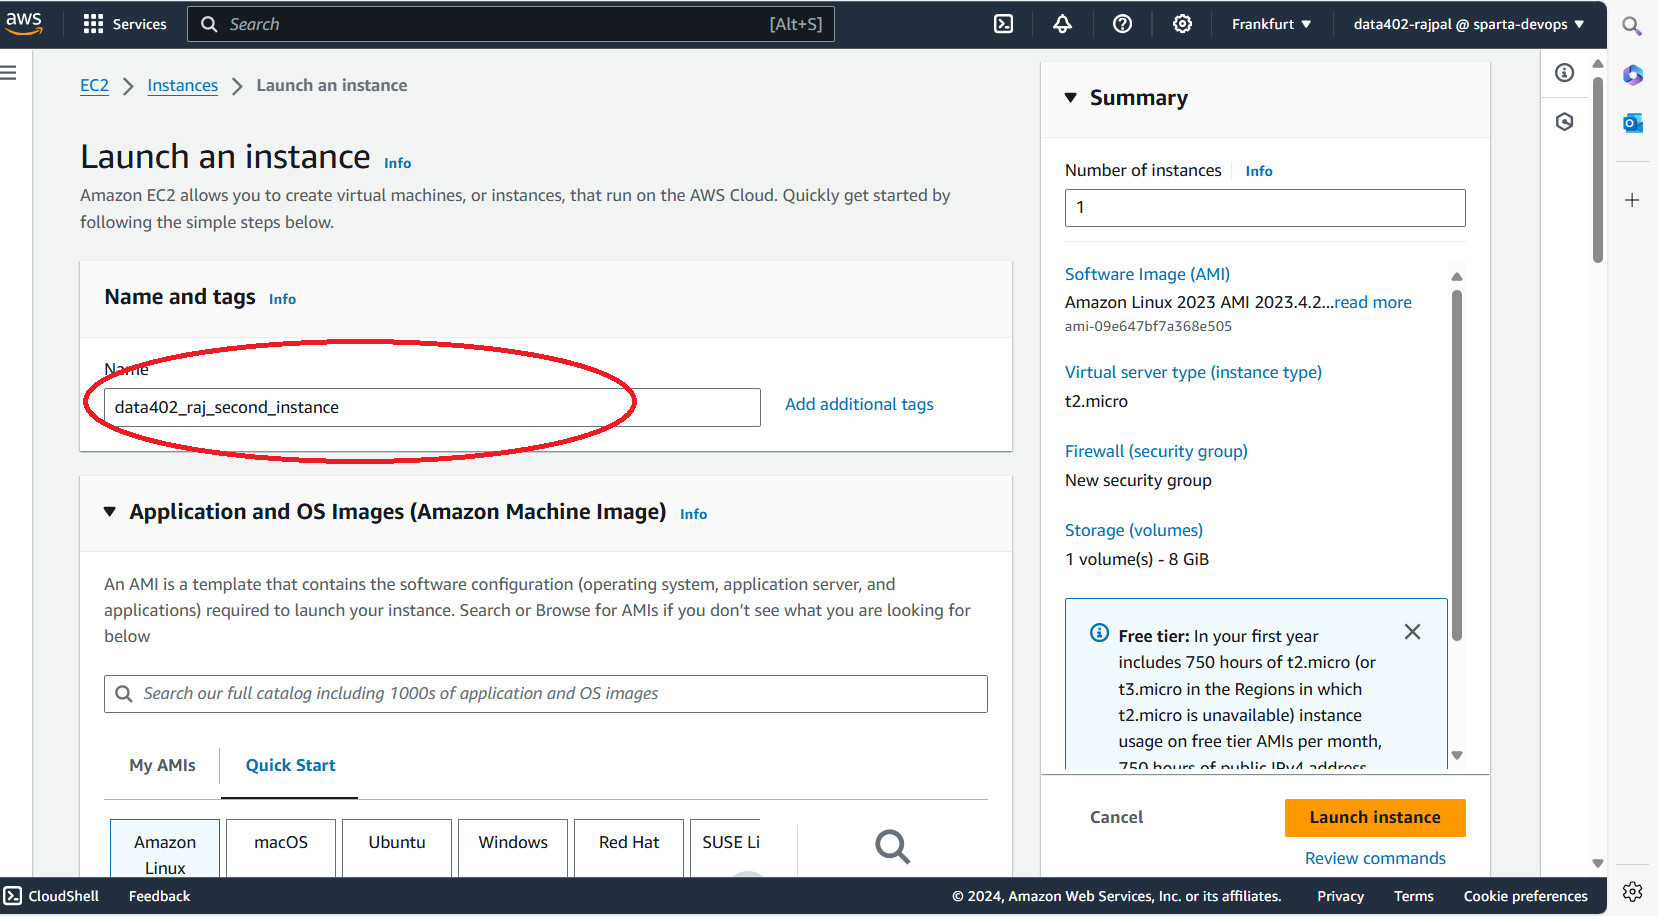 aws
Services
Search
[Alt+S]
Frankfurt
data402-rajpal @ sparta-devops
EC2
Instances
Launch an instance
Launch an instance Info
Amazon EC2 allows you to create virtual machines, or instances, that run on the AWS Cloud. Quickly get started by
following the simple steps below.
Name and tags Info
Name
data402_raj_second_instance
Add additional tags
Application and OS Images (Amazon Machine Image) Info
An AMI is a template that contains the software configuration (operating system, application server, and
applications) required to launch your instance. Search or Browse for AMIs if you don’t see what you are looking for
below
Search our full catalog including 1000s of application and OS images
My AMIs
Quick Start
Amazon
Linux
macOS
Ubuntu
Windows
Red Hat
SUSE Li
Summary
Number of instances Info
1
Software Image (AMI)
Amazon Linux 2023 AMI 2023.4.2...read more
ami-09e647bf7a368e505
Virtual server type (instance type)
t2.micro
Firewall (security group)
New security group
Storage (volumes)
1 volume(s) - 8 GiB
Free tier: In your first year
includes 750 hours of t2.micro (or
t3.micro in the Regions in which
t2.micro is unavailable) instance
usage on free tier AMIs per month,
750 hours of public IPv4 address
Cancel
Launch instance
Review commands
CloudShell
Feedback
© 2024, Amazon Web Services, Inc. or its affiliates.
Privacy
Terms
Cookie preferences